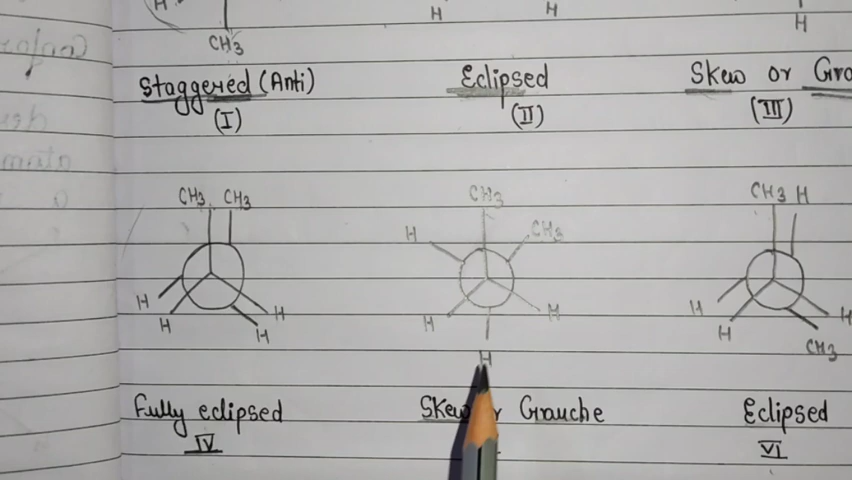 H
H
H
H
CH3
Staggered (Anti)
Eclipsed
Skew or
(I)
(II)
(III)
CH3 CH3
CH3
CH3 H
H
CH3
H
H
H
H
H
H
H
H
H
CH3
H
Fully eclipsed
Skew
Grauche
Eclipsed
IV
VI